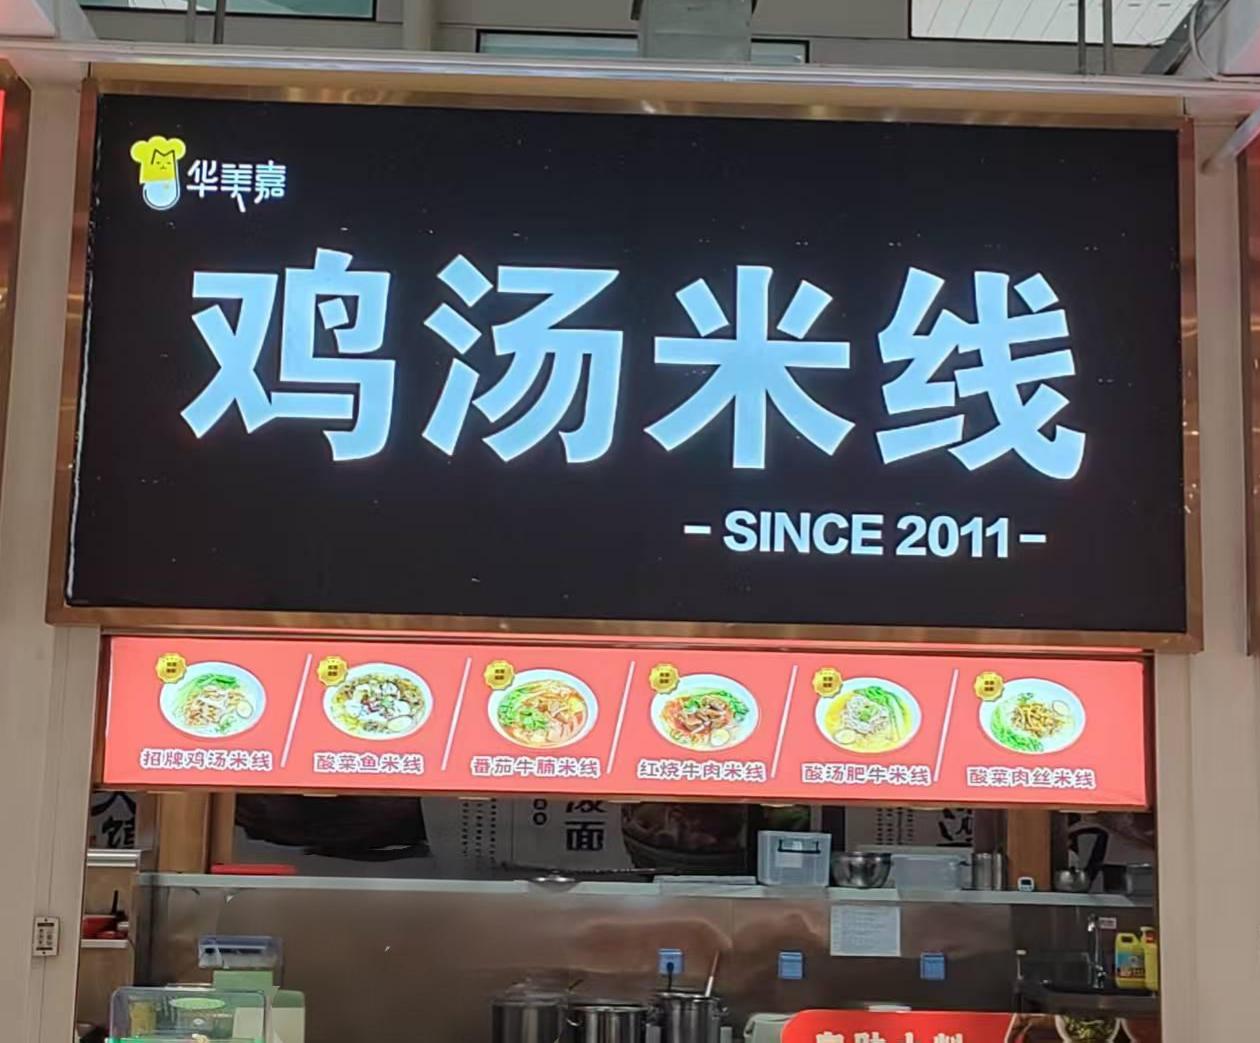 华美嘉
鸡汤米线
- SINCE 2011 -
招牌鸡汤米线
酸菜鱼米线
番茄牛腩米线
红烧牛肉米线
酸汤肥牛米线
酸菜肉丝米线
面